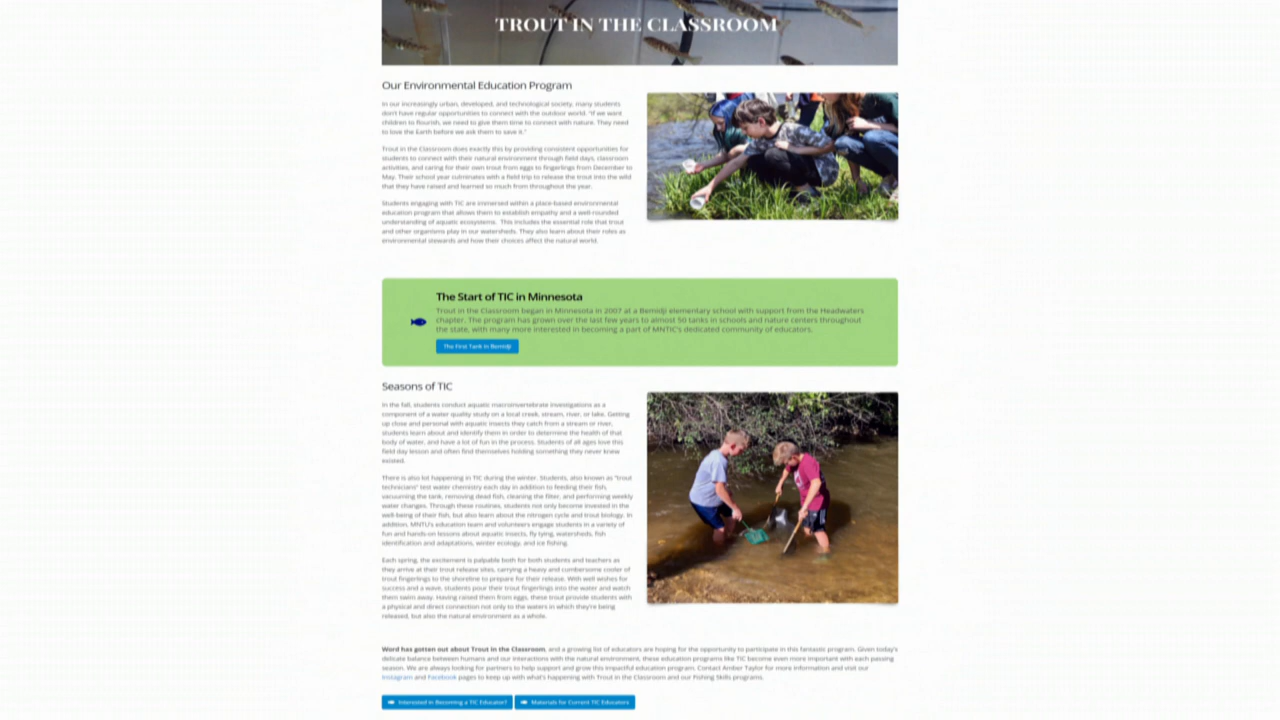 TROUT IN THE CLASSROOM
Our Environmental Education Program
In our increasingly urban, developed, and technological society, many students
don't have regular opportunities to connect with the outdoor world. "If we want
children to flourish, we need to give them time to connect with nature. They need
to love the Earth before we ask them to save it."
Trout in the Classroom does exactly this by providing consistent opportunities for
students to connect with their natural environment through field days, classroom
activities, and caring for their own trout from eggs to fingerlings from December to
May. Their school year culminates with a field trip to release the trout into the wild
that they have raised and learned so much from throughout the year.
Students engaging with TIC are immersed within a place-based environmental
education program that allows them to establish empathy and a well-rounded
understanding of aquatic ecosystems. This includes the essential role that trout
and other organisms play in our watersheds. They also learn about their roles as
environmental stewards and how their choices affect the natural world.
The Start of TIC in Minnesota
Trout in the Classroom began in Minnesota in 2007 at a Bemidji elementary school with support from the Headwaters
chapter. The program has grown over the last few years to almost 50 tanks in schools and nature centers throughout
the state, with many more interested in becoming a part of MNTIC's dedicated community of educators.
The First Tank in Bemidji
Seasons of TIC
In the fall, students conduct aquatic macroinvertebrate investigations as a
component of a water quality study on a local creek, stream, river, or lake. Getting
up close and personal with aquatic insects they catch from a stream or river,
students learn about and identify them in order to determine the health of that
body of water, and have a lot of fun in the process. Students of all ages love this
field day lesson and often find themselves holding something they never knew
existed.
There is also lot happening in TIC during the winter. Students, also known as "trout
technicians" test water chemistry each day in addition to feeding their fish,
vacuuming the tank, removing dead fish, cleaning the filter, and performing weekly
water changes. Through these routines, students not only become invested in the
well-being of their fish, but also learn about the nitrogen cycle and trout biology. In
addition, MNTU's education team and volunteers engage students in a variety of
fun and hands-on lessons about aquatic insects, fly tying, watersheds, fish
identification and adaptations, winter ecology, and ice fishing.
Each spring, the excitement is palpable both for both students and teachers as
they arrive at their trout release sites, carrying a heavy and cumbersome cooler of
trout fingerlings to the shoreline to prepare for their release. With well wishes for
success and a wave, students pour their trout fingerlings into the water and watch
them swim away. Having raised them from eggs, these trout provide students with
a physical and direct connection not only to the waters in which they're being
released, but also the natural environment as a whole.
Word has gotten out about Trout in the Classroom, and a growing list of educators are hoping for the opportunity to participate in this fantastic program. Given today's
delicate balance between humans and our interactions with the natural environment, these education programs like TIC become even more important with each passing
season. We are always looking for partners to help support and grow this impactful education program. Contact Amber Taylor for more information and visit our
Instagram and Facebook pages to keep up with what's happening with Trout in the Classroom and our Fishing Skills programs.
Interested in Becoming a TIC Educator? Materials for Current TIC Educators